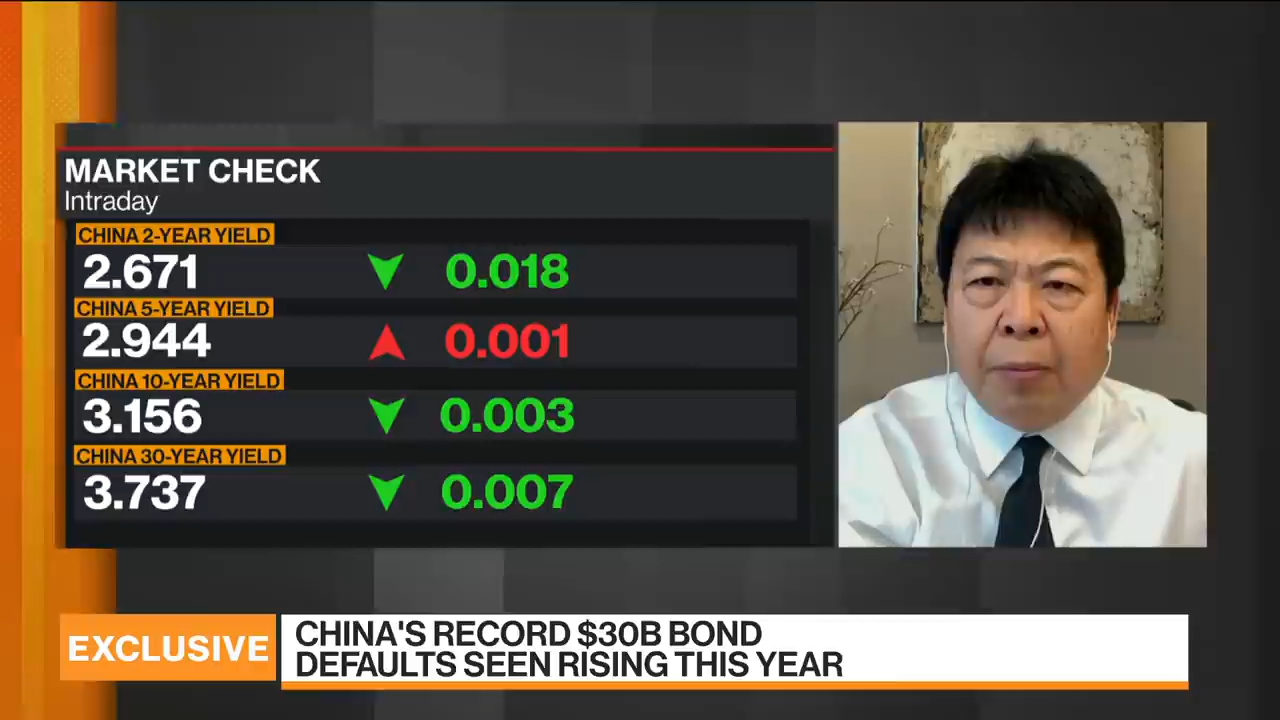 MARKET CHECK
Intraday
CHINA 2-YEAR YIELD
2.671 0.018
CHINA 5-YEAR YIELD
2.944 0.001
CHINA 10-YEAR YIELD
3.156 0.003
CHINA 30-YEAR YIELD
3.737 0.007
EXCLUSIVE
CHINA'S RECORD $30B BOND
DEFAULTS SEEN RISING THIS YEAR